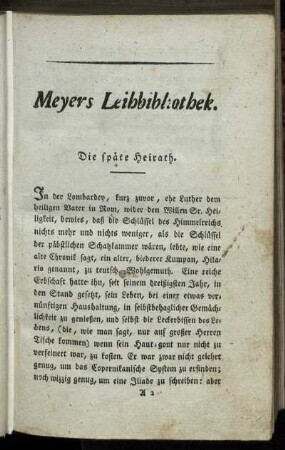 Meyers Leihbibliothek.
Die späte Heirath.
In der Lombardey, kurz zuvor, ehe Luther dem
heiligen Vater in Rom, wider den Willen Sr. Hei-
ligkeit, bewies, daß die Schlüssel des Himmelreichs
nichts mehr und nichts weniger, als die Schlüssel
der päbstlichen Schatzkammer wären, lebte, wie eine
alte Chronik sagt, ein alter, biederer Kumpan, Hila-
rio genannt, zu teutsch Wohlgemuth. Eine reiche
Erbschaft hatte ihn, seit seinem dreißigsten Jahr, in
den Stand gesetzt, sein Leben, bei einer etwas ver-
nünftigen Haushaltung, in selbstbehaglicher Gemäch-
lichkeit zu genießen, und selbst die Leckerbissen des Le-
bens, (die, wie man sagt, nur auf großer Herren
Tische kommen) wenn sein Haut-gout nur nicht zu
verfeinert war, zu kosten. Er war zwar nicht gelehrt
genug, um das Copernikanische System zu erfinden;
noch wizzig genug, um eine Iliade zu schreiben: aber
A 2